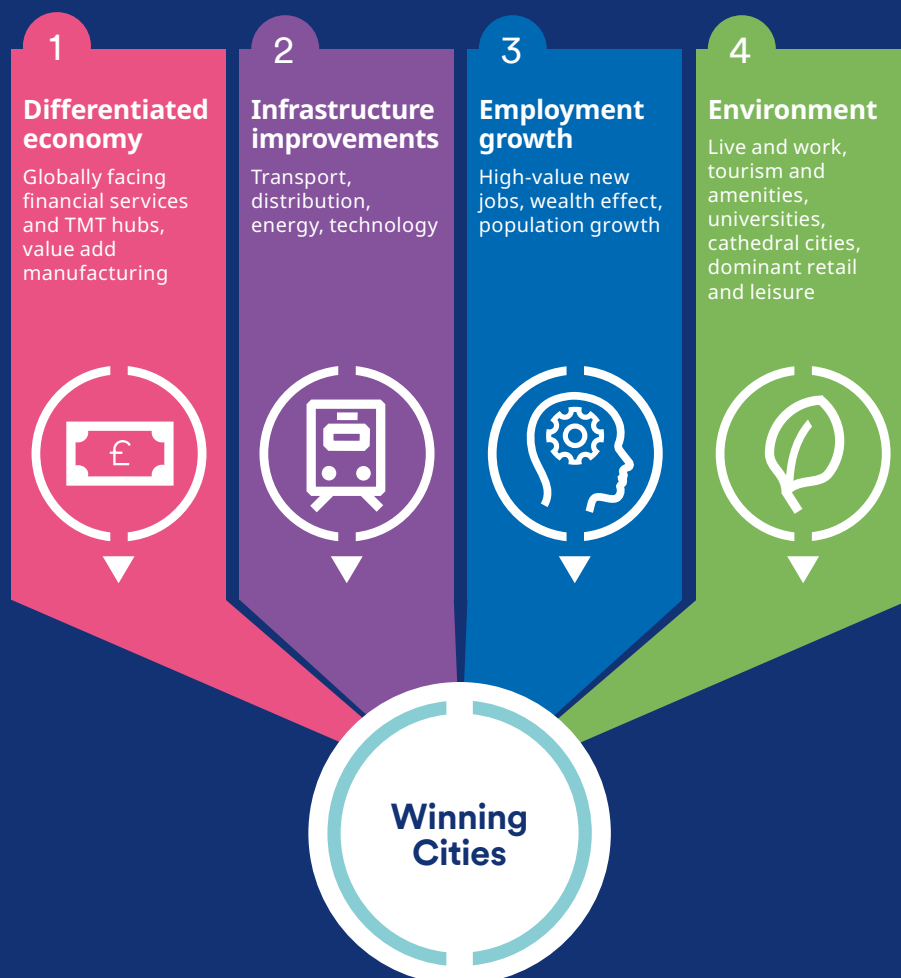 1
Differentiated
economy
Globally facing
financial services
and TMT hubs,
value add
manufacturing
£
2
Infrastructure
improvements
Transport,
distribution,
energy, technology
3
Employment
growth
High-value new
jobs, wealth effect,
population growth
4
Environment
Live and work,
tourism and
amenities,
universities,
cathedral cities,
dominant retail
and leisure
Winning
Cities